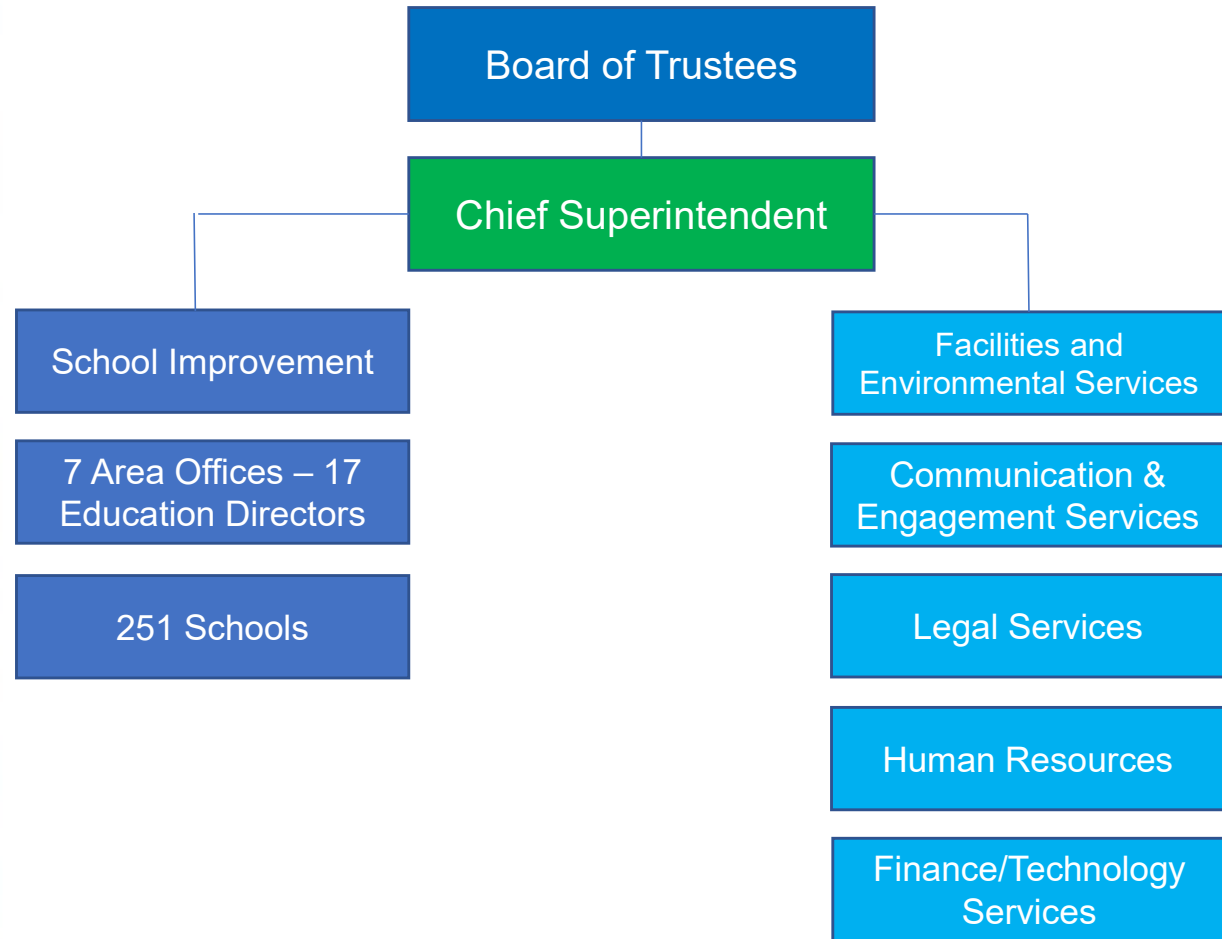 Board of Trustees
Chief Superintendent
School Improvement
7 Area Offices – 17
Education Directors
251 Schools
Facilities and
Environmental Services
Communication &
Engagement Services
Legal Services
Human Resources
Finance/Technology
Services